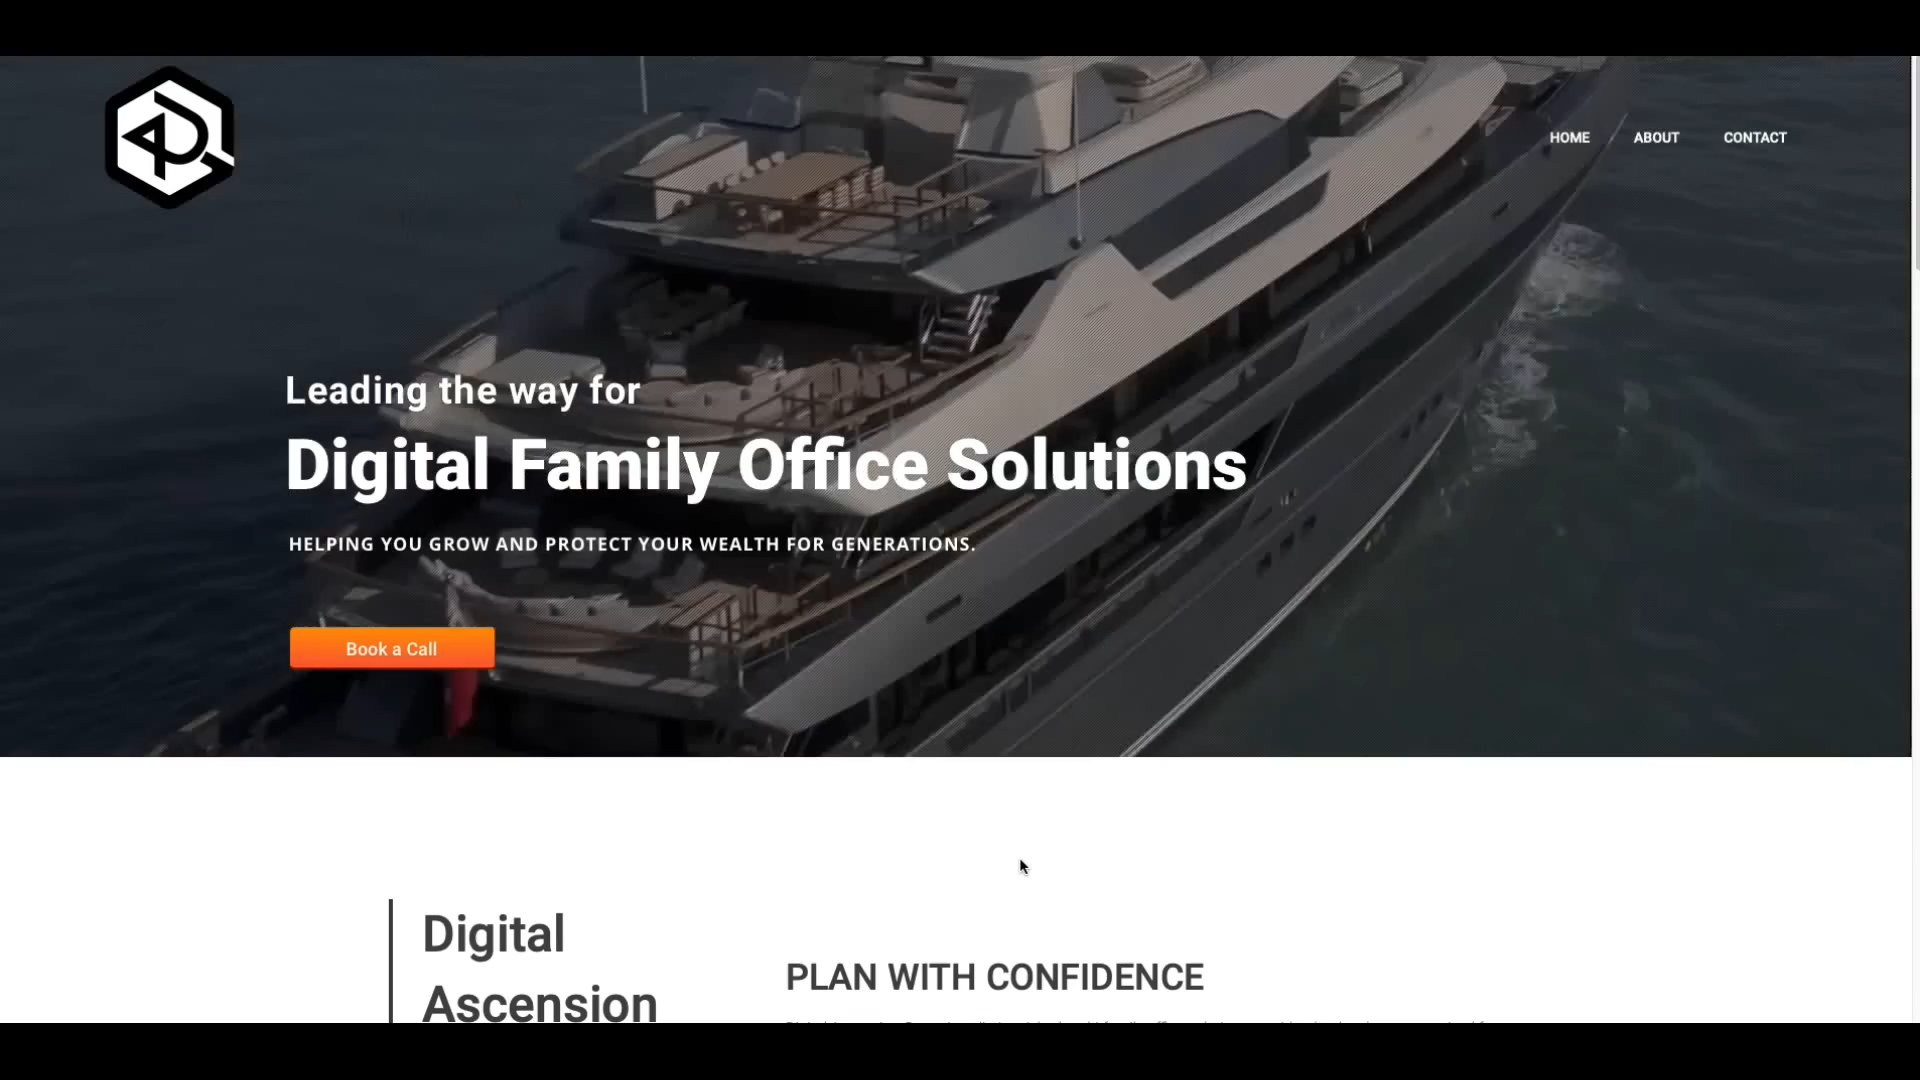 HOME ABOUT CONTACT
Leading the way for
Digital Family Office Solutions
HELPING YOU GROW AND PROTECT YOUR WEALTH FOR GENERATIONS.
Book a Call
Digital
Ascension
PLAN WITH CONFIDENCE